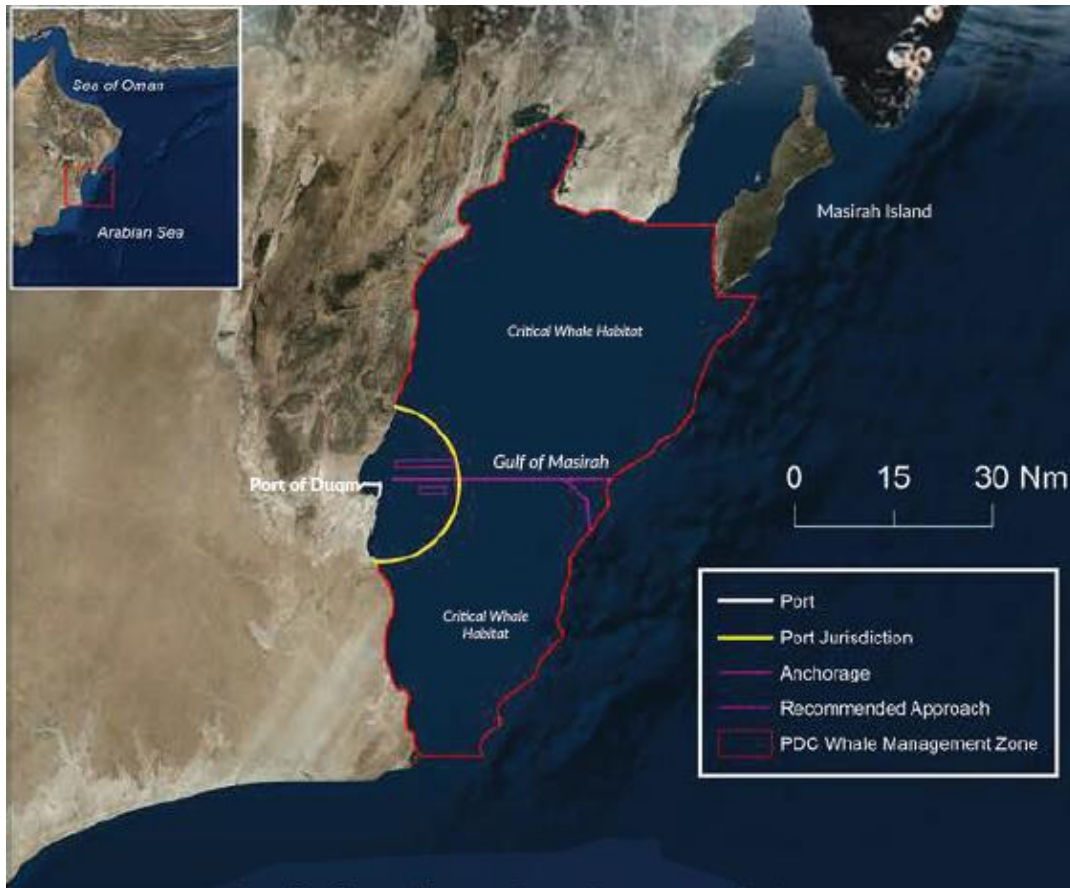 Sea of Oman
Arabian Sea
Masirah Island
Critical Whale Habitat
Gulf of Masirah
Port of Duqm
0 15 30 Nm
Critical Whale
Habitat
Port
Port Jurisdiction
Anchorage
Recommended Approach
PDC Whale Management Zone